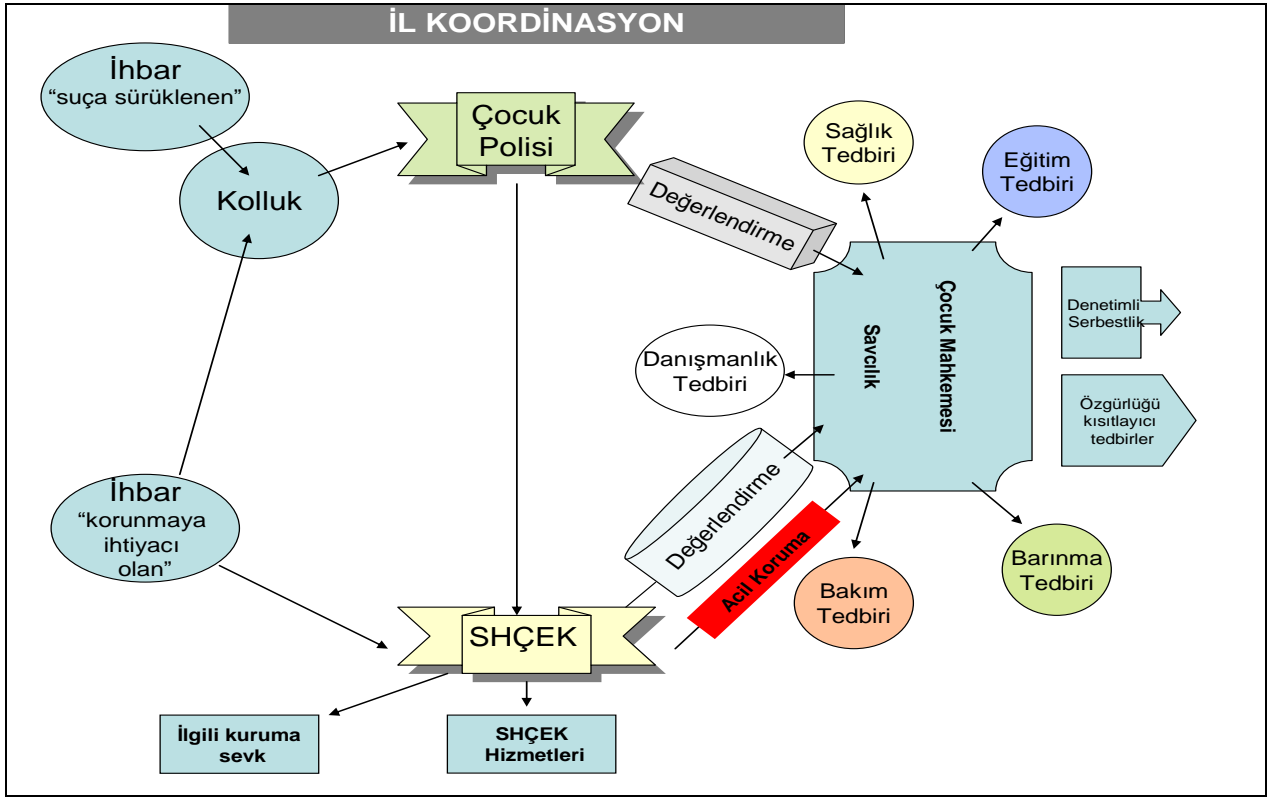 İL KOORDİNASYON
İhbar
“suça sürüklenen”
Kolluk
Çocuk
Polisi
Değerlendirme
Sağlık
Tedbiri
Eğitim
Tedbiri
Çocuk Mahkemesi
Savcılık
Denetimli
Serbestlik
Özgürlüğü
kısıtlayıcı
tedbirler
Danışmanlık
Tedbiri
İhbar
“korunmaya
ihtiyacı
olan”
Değerlendirme
Acil Koruma
Bakım
Tedbiri
Barınma
Tedbiri
SHÇEK
İlgili kuruma
sevk
SHÇEK
Hizmetleri